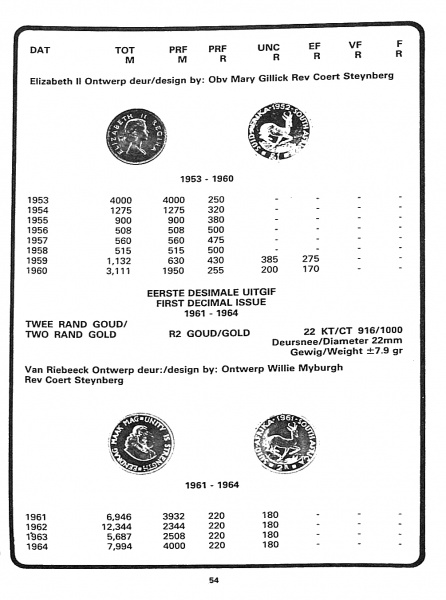 DAT TOT PRF PRF UNC EF VF F
M M R R R R R
Elizabeth II Ontwerp deur/design by: Obv Mary Gillick Rev Coert Steynberg
ELIZABETH II REGINA
SUID-AFRIKA·1952·SOUTH AFRICA
£1
1953 - 1960
1953 4000 4000 250 - - - -
1954 1275 1275 320 - - - -
1955 900 900 380 - - - -
1956 508 508 500 - - - -
1957 560 560 475 - - - -
1958 515 515 500 - - - -
1959 1,132 630 430 385 275 - -
1960 3,111 1950 255 200 170 - -
EERSTE DESIMALE UITGIF
FIRST DECIMAL ISSUE
1961 - 1964
TWEE RAND GOUD/ 22 KT/CT 916/1000
TWO RAND GOLD R2 GOUD/GOLD Deursnee/Diameter 22mm
Gewig/Weight ±7.9 gr
Van Riebeeck Ontwerp deur:/design by: Ontwerp Willie Myburgh
Rev Coert Steynberg
EENDRAG MAAK MAG·UNITY IS STRENGTH
SUID-AFRIKA·1961·SOUTH AFRICA
2R
1961 - 1964
1961 6,946 3932 220 180 - - -
1962 12,344 2344 220 180 - - -
1963 5,687 2508 220 180 - - -
1964 7,994 4000 220 180 - - -
54